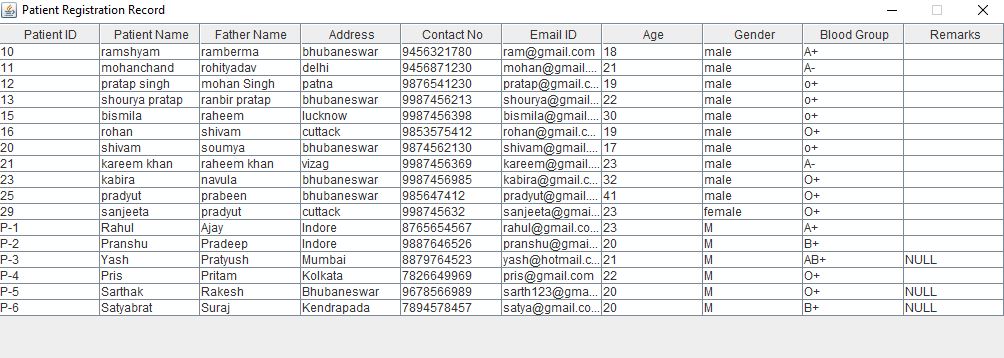 Patient Registration Record
Patient ID Patient Name Father Name Address Contact No Email ID Age Gender Blood Group Remarks
10 ramshyam ramberma bhubaneswar 9456321780 ram@gmail.com 18 male A+
11 mohanchand rohityadav delhi 9456871230 mohan@gmail.... 21 male A-
12 pratap singh mohan Singh patna 9876541230 pratap@gmail.c... 19 male o+
13 shourya pratap ranbir pratap bhubaneswar 9987456213 shourya@gmail... 22 male o+
15 bismila raheem lucknow 9987456398 bismila@gmail.... 30 male o+
16 rohan shivam cuttack 9853575412 rohan@gmail.c... 19 male O+
20 shivam soumya bhubaneswar 9874562130 shivam@gmail.... 17 male o+
21 kareem khan raheem khan vizag 9987456369 kareem@gmail.... 23 male A-
23 kabira navula bhubaneswar 9987456985 kabira@gmail.c... 32 male O+
25 pradyut prabeen bhubaneswar 985647412 pradyut@gmail.... 41 male O+
29 sanjeeta pradyut cuttack 998745632 sanjeeta@gmai... 23 female O+
P-1 Rahul Ajay Indore 8765654567 rahul@gmail.co... 23 M A+
P-2 Pranshu Pradeep Indore 9887646526 pranshu@gmai... 20 M B+
P-3 Yash Pratyush Mumbai 8879764523 yash@hotmail.c... 21 M AB+ NULL
P-4 Pris Pritam Kolkata 7826649969 pris@gmail.com 22 M O+
P-5 Sarthak Rakesh Bhubaneswar 9678566989 sarth123@gma... 20 M O+ NULL
P-6 Satyabrat Suraj Kendrapada 7894578457 satya@gmail.co... 20 M B+ NULL